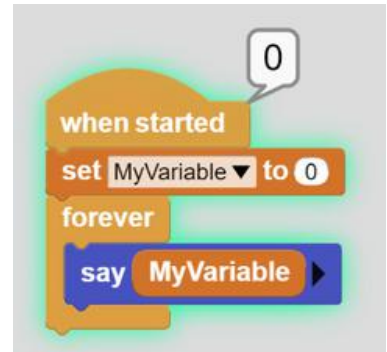 0
when started
set MyVariable to 0
forever
say MyVariable